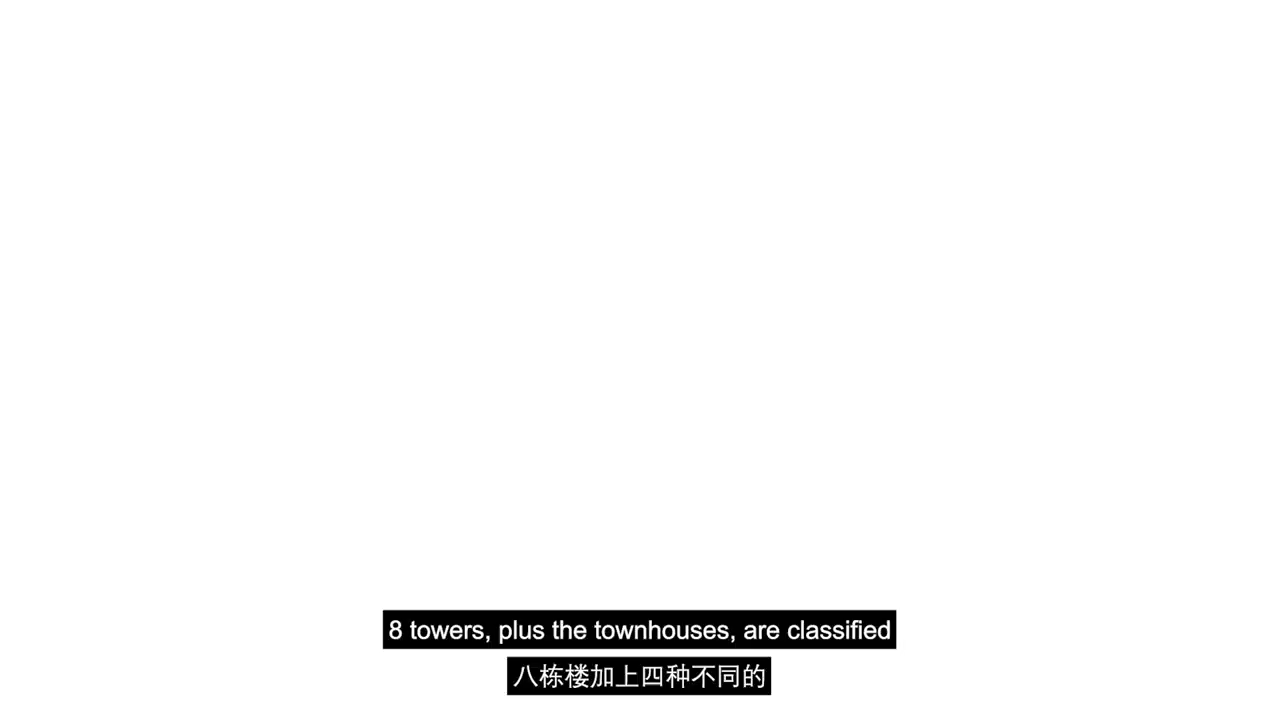 8 towers, plus the townhouses, are classified
八栋楼加上四种不同的